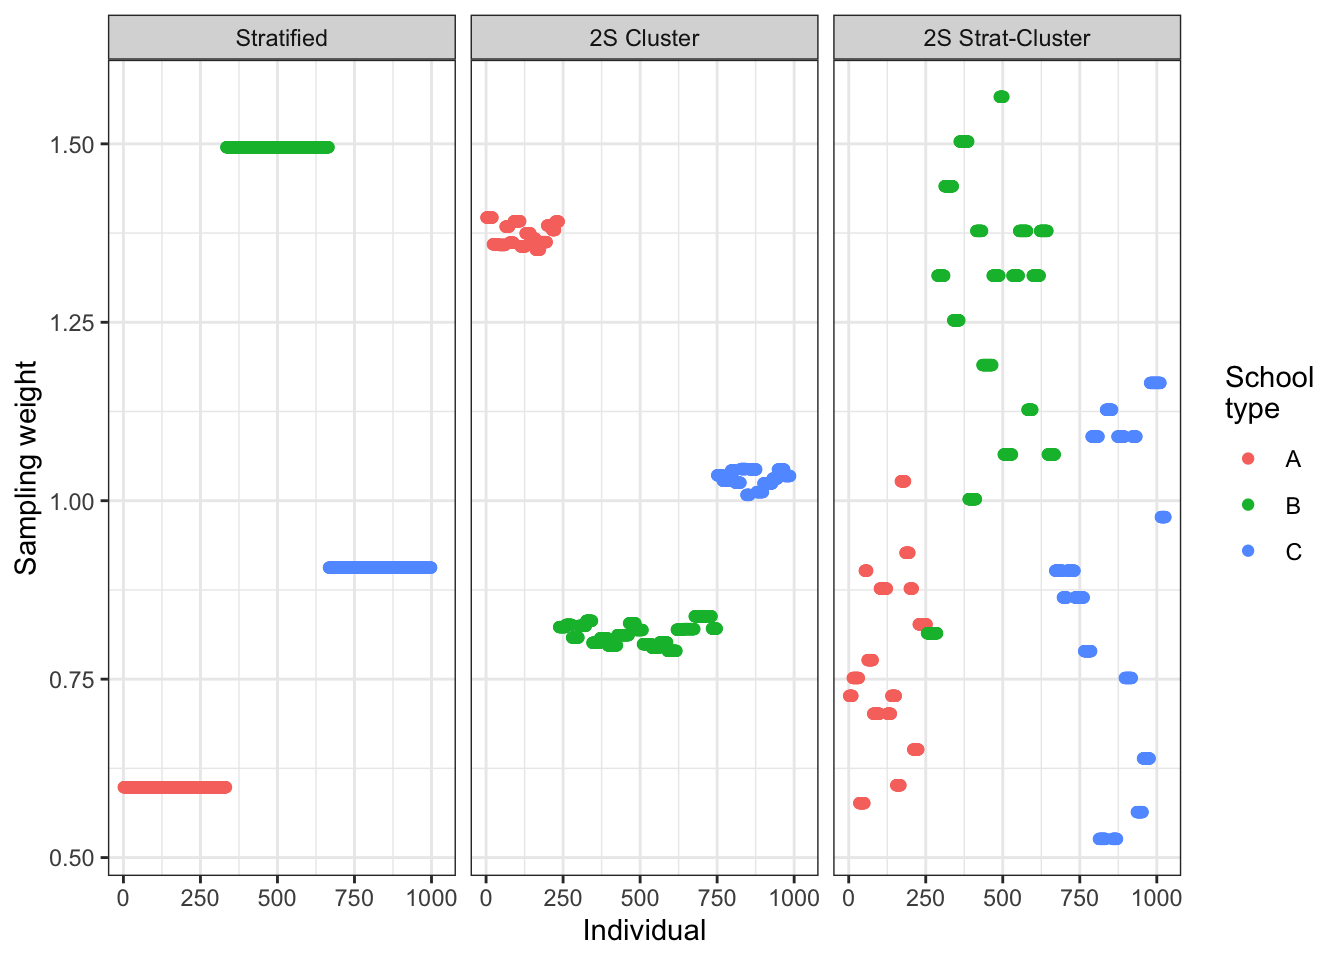 Stratified
2S Cluster
2S Strat-Cluster
Sampling weight
1.50
1.25
1.00
0.75
0.50
0 250 500 750 1000
0 250 500 750 1000
0 250 500 750 1000
Individual
School
type
A
B
C